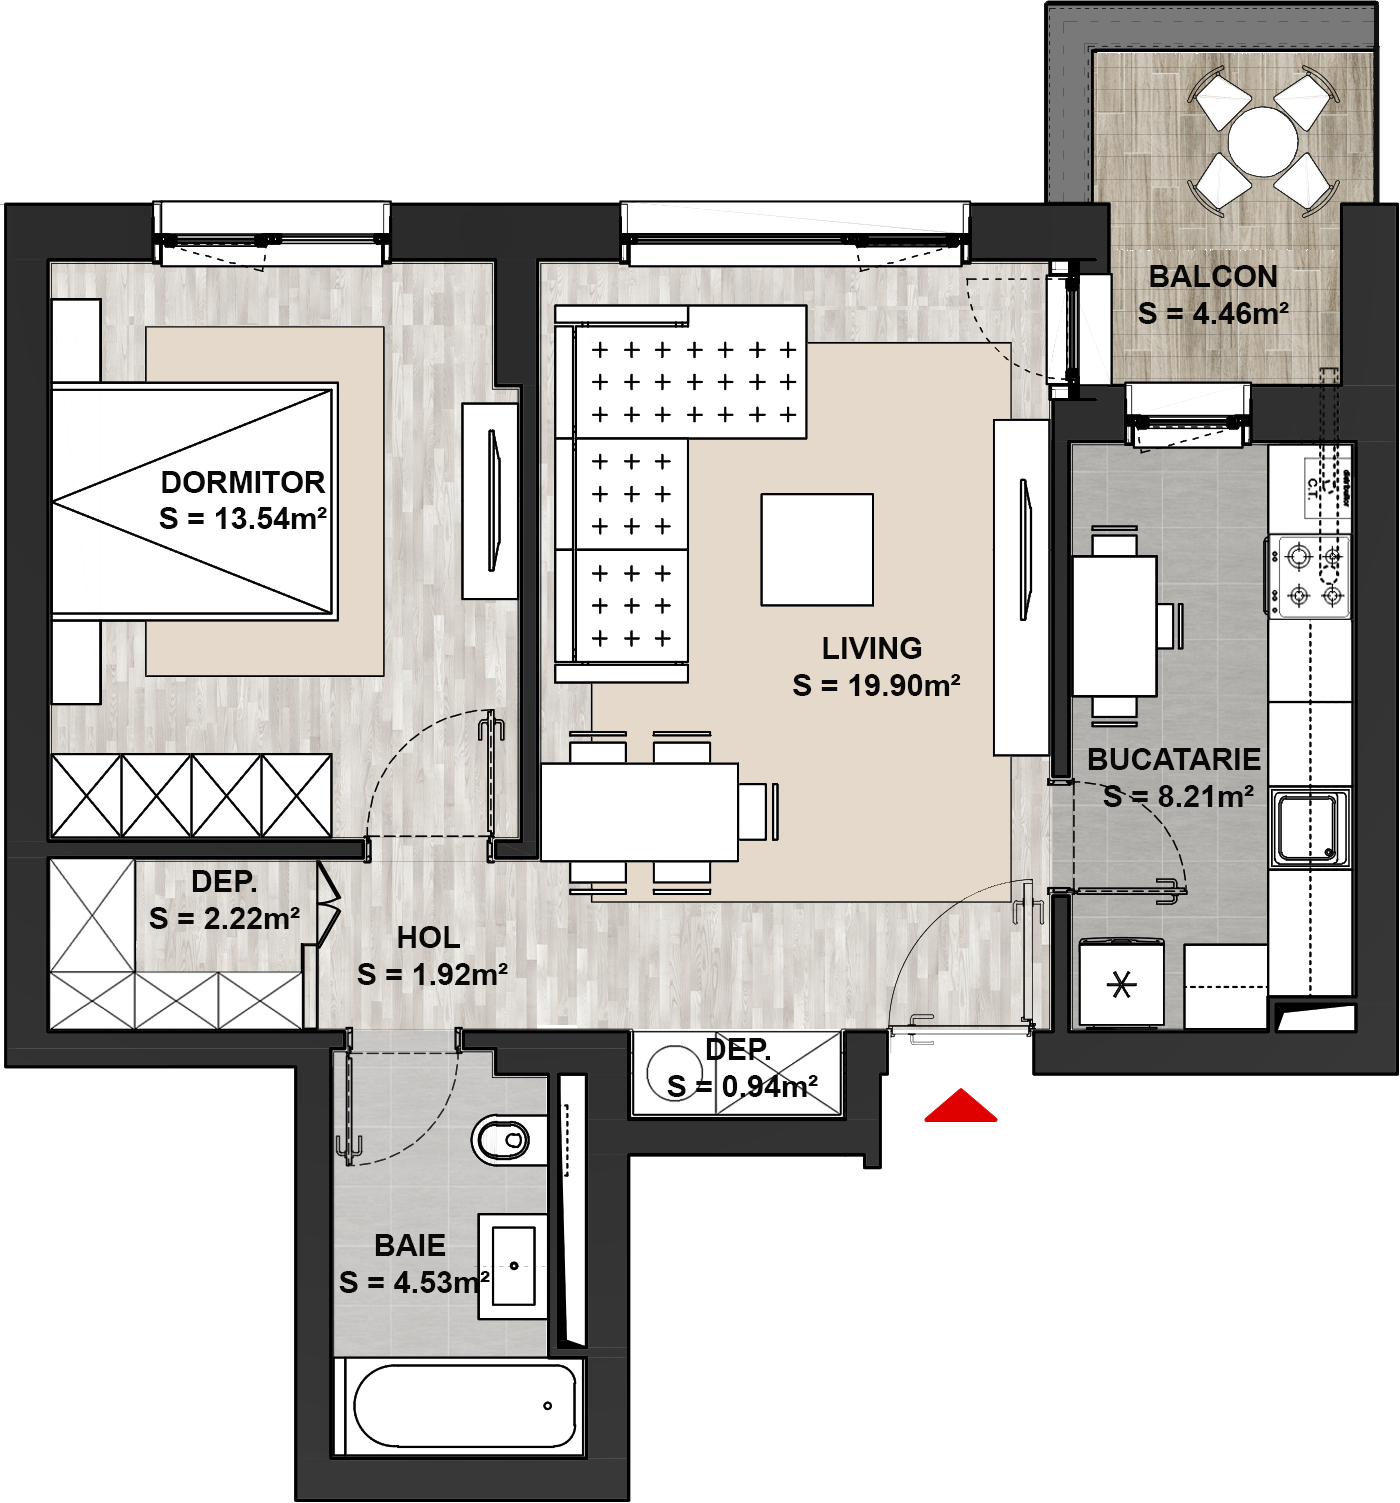 BALCON
S = 4.46m²
DORMITOR
S = 13.54m²
C.T.
LIVING
S = 19.90m²
BUCATARIE
S = 8.21m²
DEP.
S = 2.22m²
HOL
S = 1.92m²
DEP.
S = 0.94m²
BAIE
S = 4.53m²